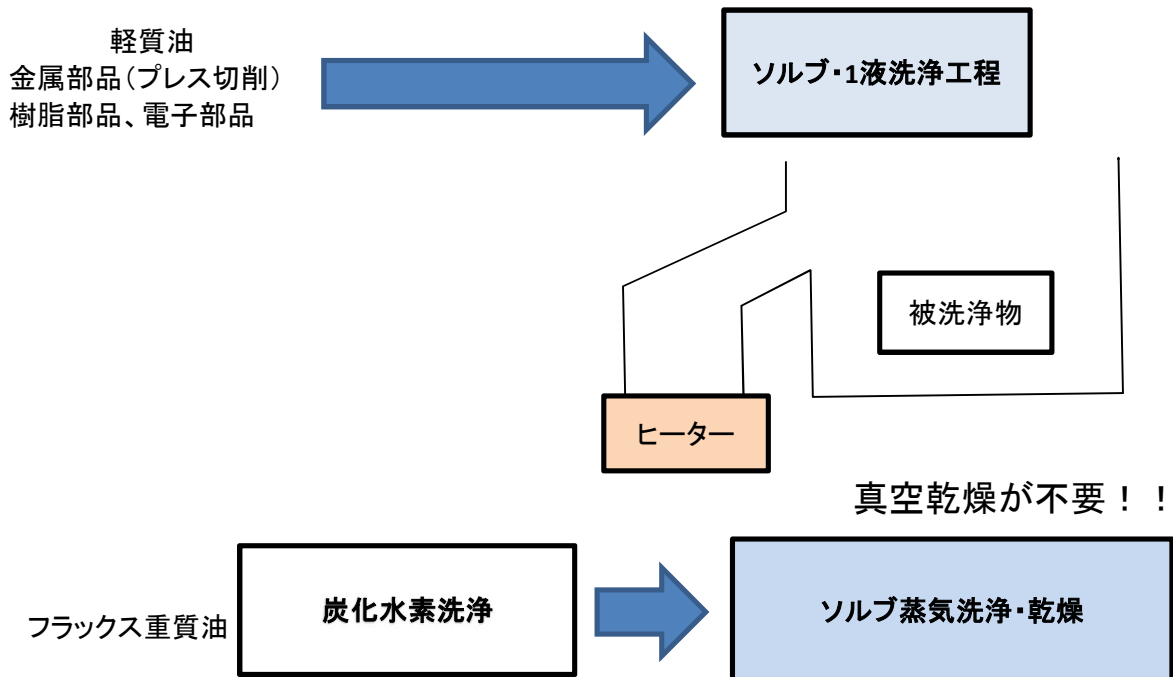 軽質油
金属部品(プレス切削)
樹脂部品、電子部品
ソルブ・1液洗浄工程
被洗浄物
ヒーター
真空乾燥が不要！！
フラックス重質油
炭化水素洗浄
ソルブ蒸気洗浄・乾燥